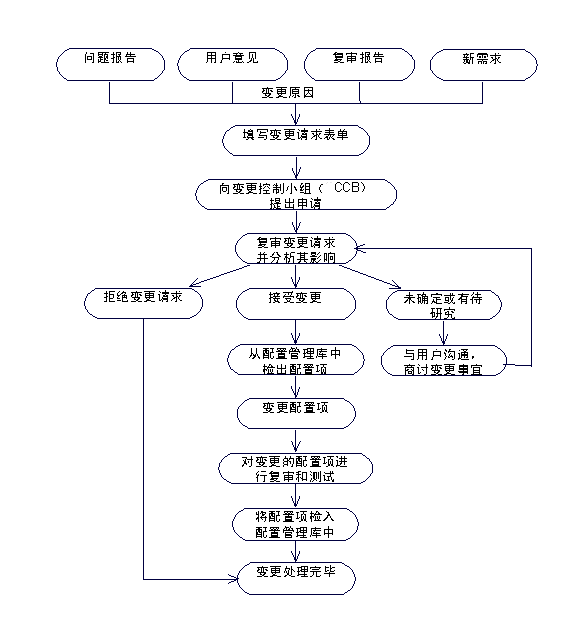 问题报告
用户意见
复审报告
新需求
变更原因
填写变更请求表单
向变更控制小组（ CCB）
提出申请
复审变更请求
并分析其影响
拒绝变更请求
接受变更
未确定或有待
研究
从配置管理库中
检出配置项
与用户沟通，
商讨变更事宜
变更配置项
对变更的配置项进
行复审和测试
将配置项检入
配置管理库中
变更处理完毕